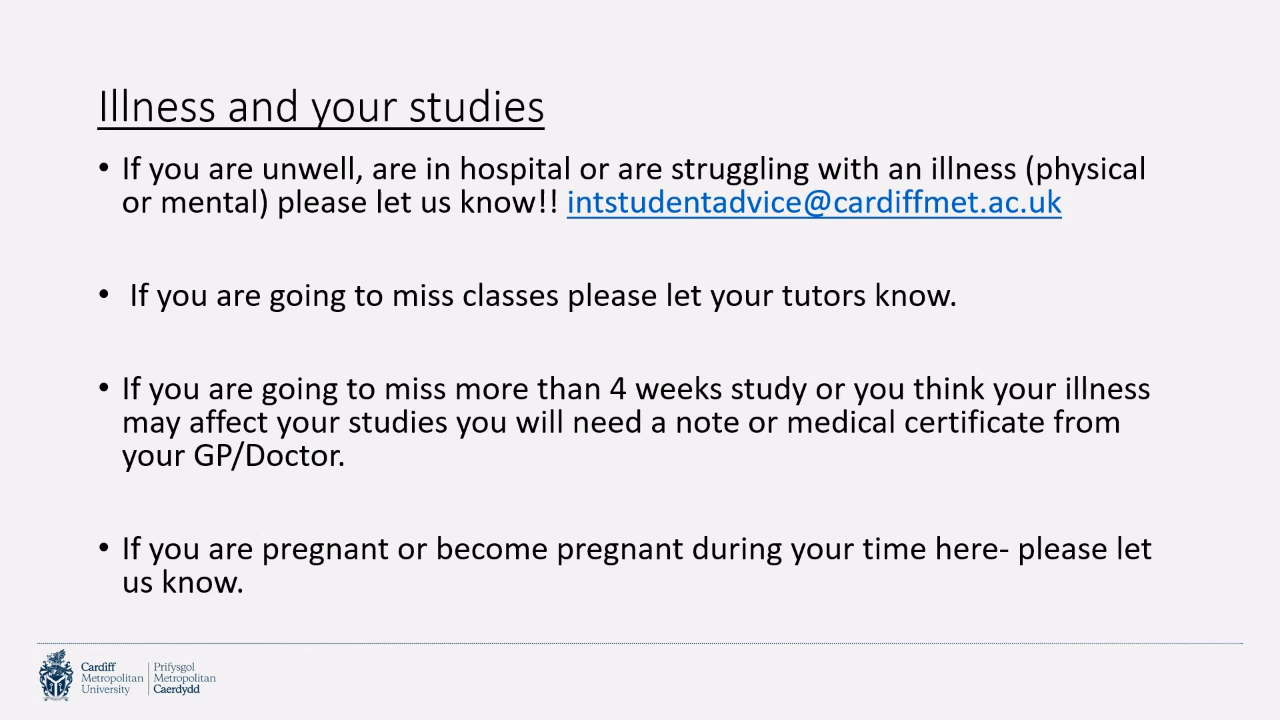 Illness and your studies
• If you are unwell, are in hospital or are struggling with an illness (physical
or mental) please let us know!! intstudentadvice@cardiffmet.ac.uk
• If you are going to miss classes please let your tutors know.
• If you are going to miss more than 4 weeks study or you think your illness
may affect your studies you will need a note or medical certificate from
your GP/Doctor.
• If you are pregnant or become pregnant during your time here- please let
us know.
Cardiff
Metropolitan
University
Prifysgol
Metropolitan
Caerdydd